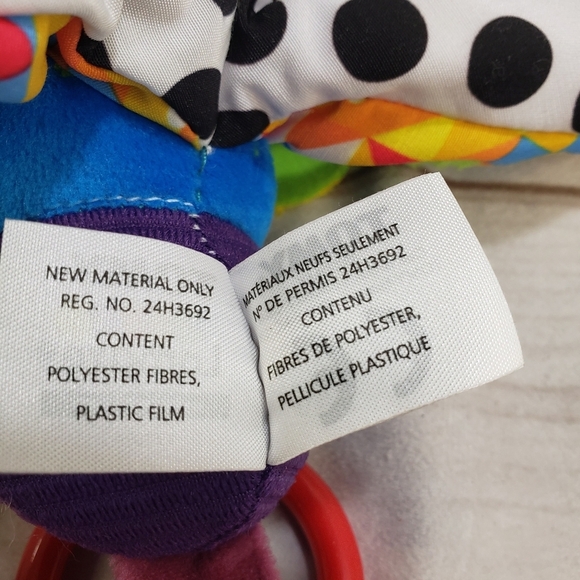 NEW MATERIAL ONLY
REG. NO. 24H3692
CONTENT
POLYESTER FIBRES,
PLASTIC FILM
MATÉRIAUX NEUFS SEULEMENT
N° DE PERMIS 24H3692
CONTENU
FIBRES DE POLYESTER,
PELLICULE PLASTIQUE